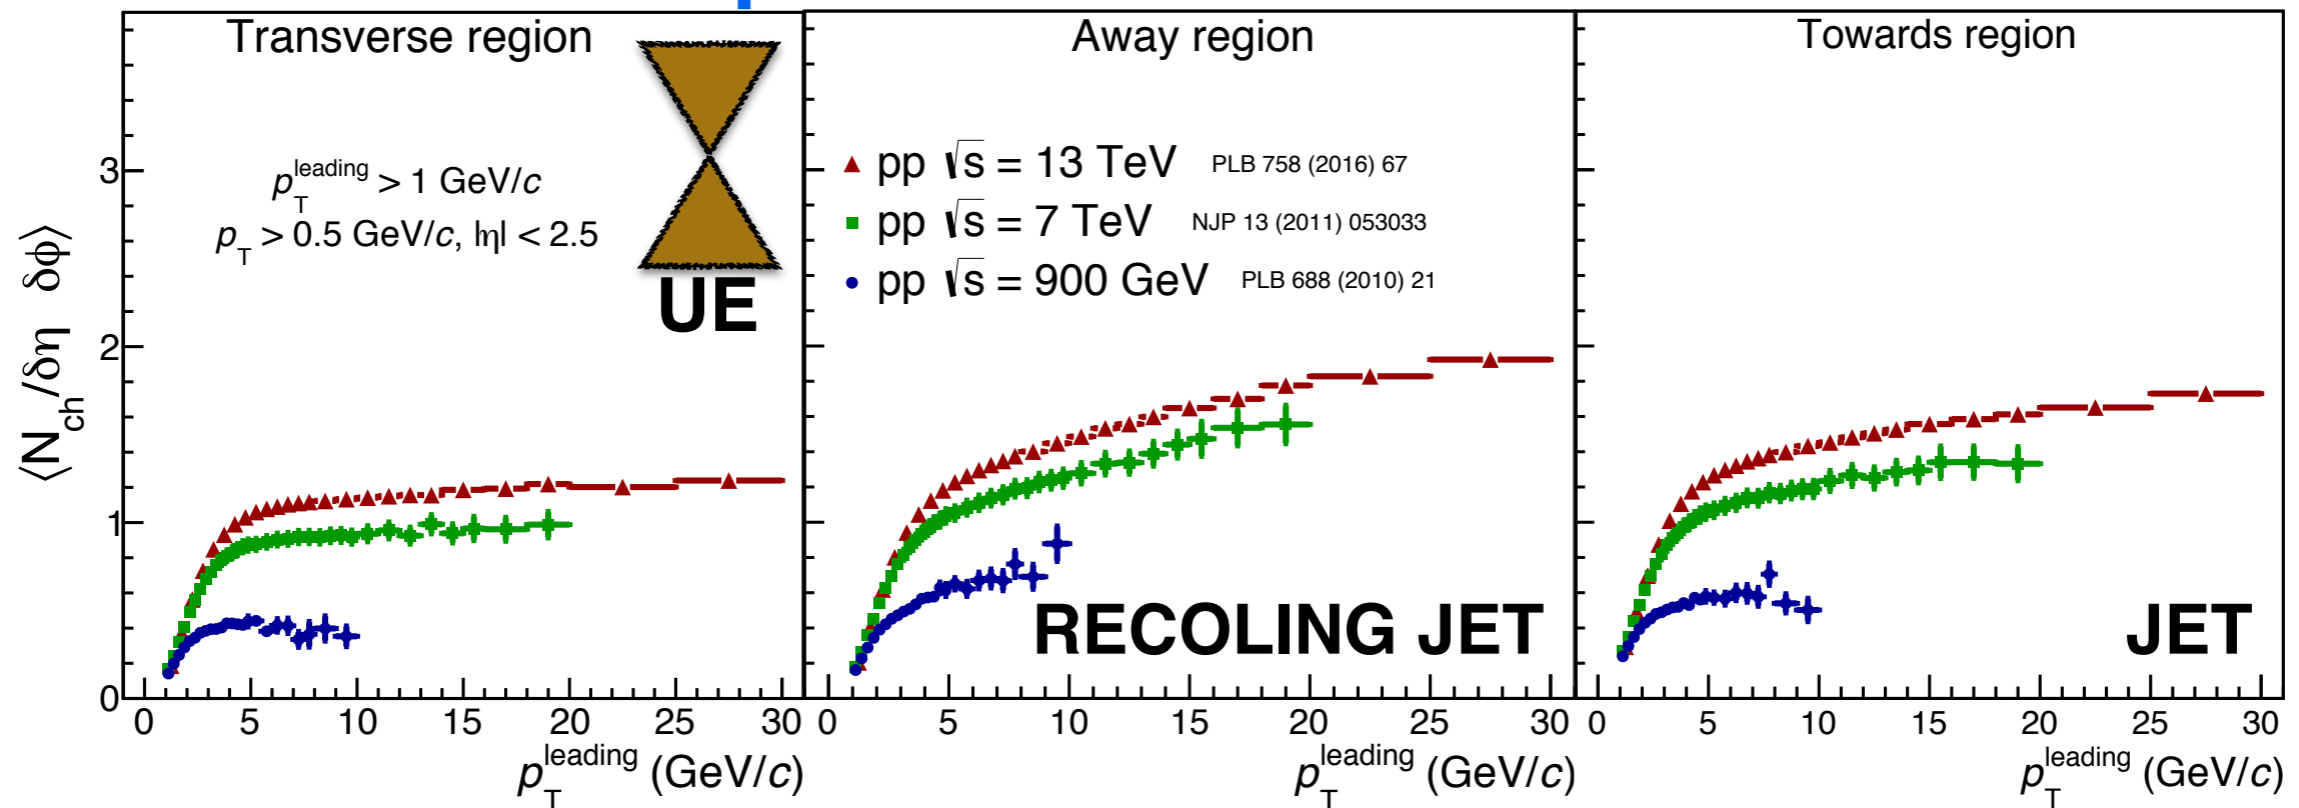 Transverse region
p_T^leading > 1 GeV/c
p_T > 0.5 GeV/c, |η| < 2.5
UE
Away region
pp √s = 13 TeV PLB 758 (2016) 67
pp √s = 7 TeV NJP 13 (2011) 053033
pp √s = 900 GeV PLB 688 (2010) 21
RECOLING JET
Towards region
JET
⟨N_ch/δη δφ⟩
3
2
1
0
0 5 10 15 20 25 30
0 5 10 15 20 25 30
0 5 10 15 20 25 30
p_T^leading (GeV/c)
p_T^leading (GeV/c)
p_T^leading (GeV/c)